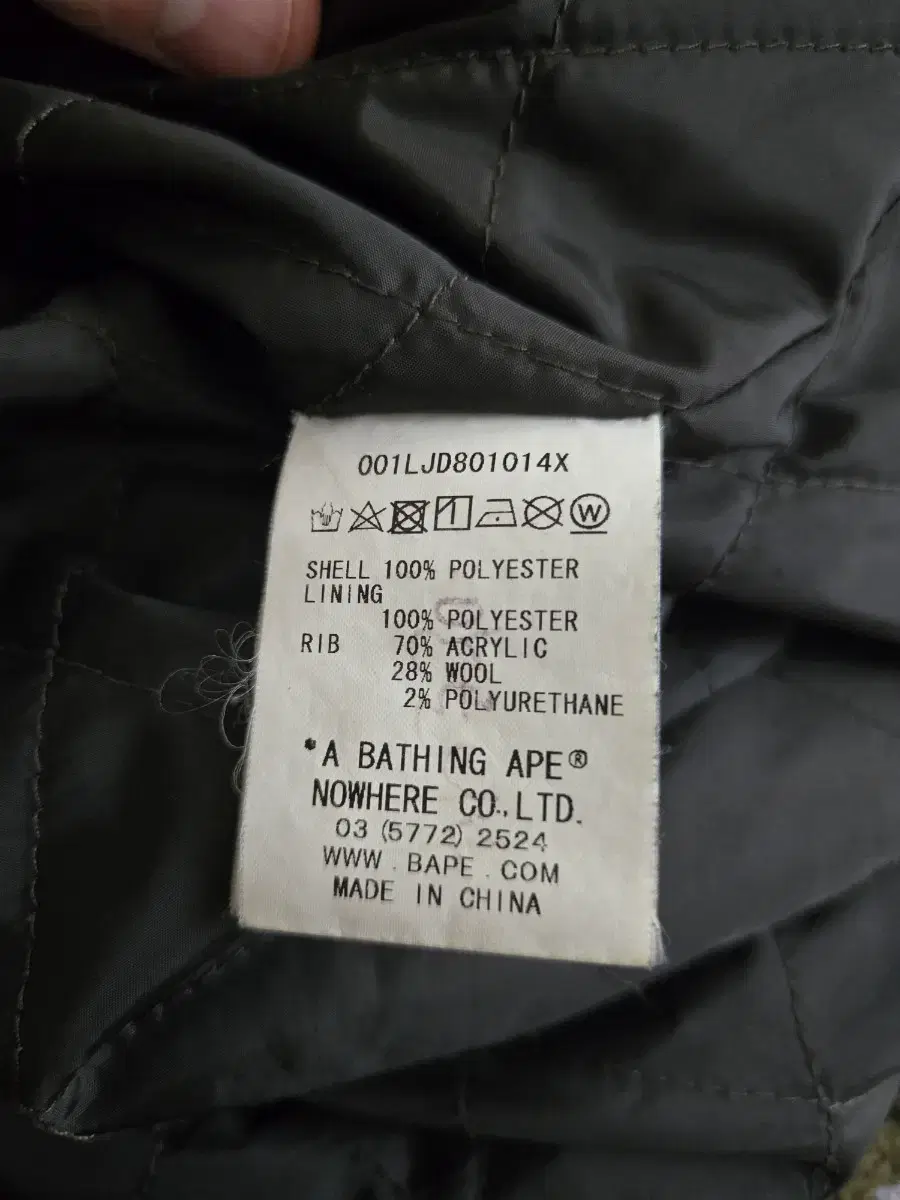 001LJD801014X
W
SHELL 100% POLYESTER
LINING
100% POLYESTER
RIB 70% ACRYLIC
28% WOOL
2% POLYURETHANE
*A BATHING APE®
NOWHERE CO.,LTD.
03 (5772) 2524
WWW.BAPE.COM
MADE IN CHINA